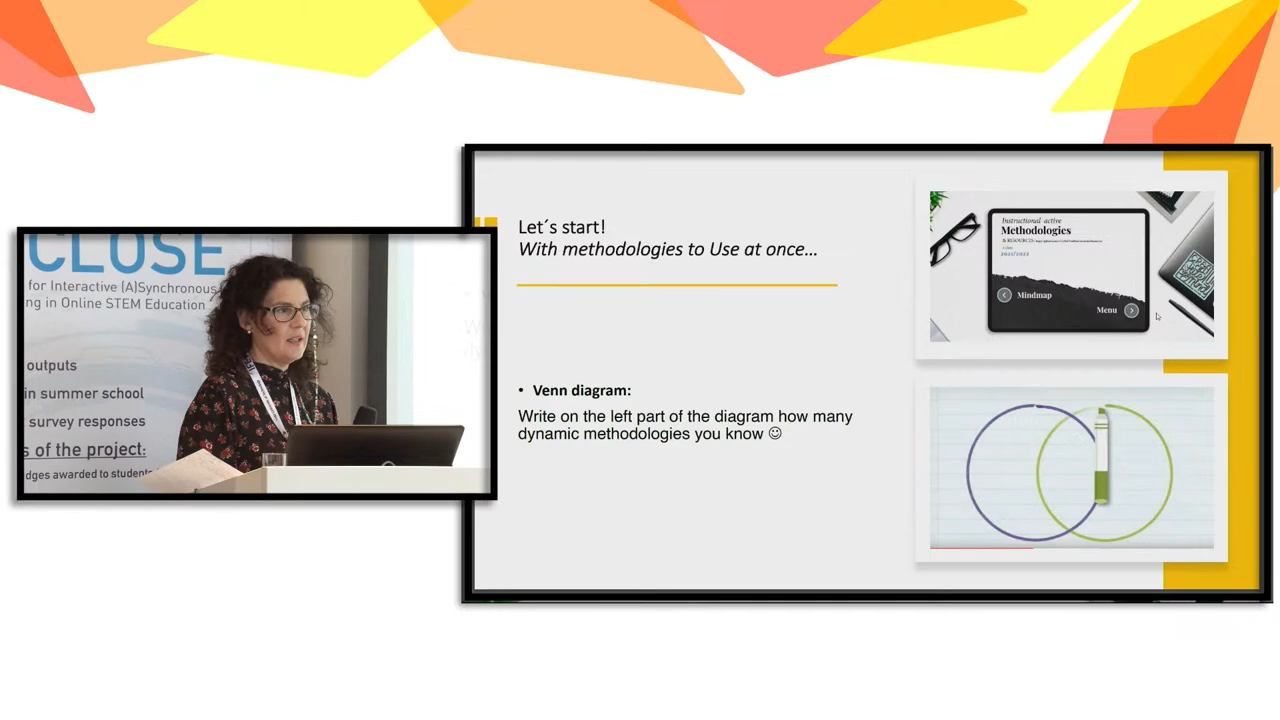 CLOSE
for Interactive (A)Synchronous
ng in Online STEM Education
outputs
in summer school
survey responses
s of the project:
dges awarded to students
Let´s start!
With methodologies to Use at once…
• Venn diagram:
Write on the left part of the diagram how many
dynamic methodologies you know ☺
Instructional active
Methodologies
& RESOURCES:
2021/2022
Mindmap
Menu